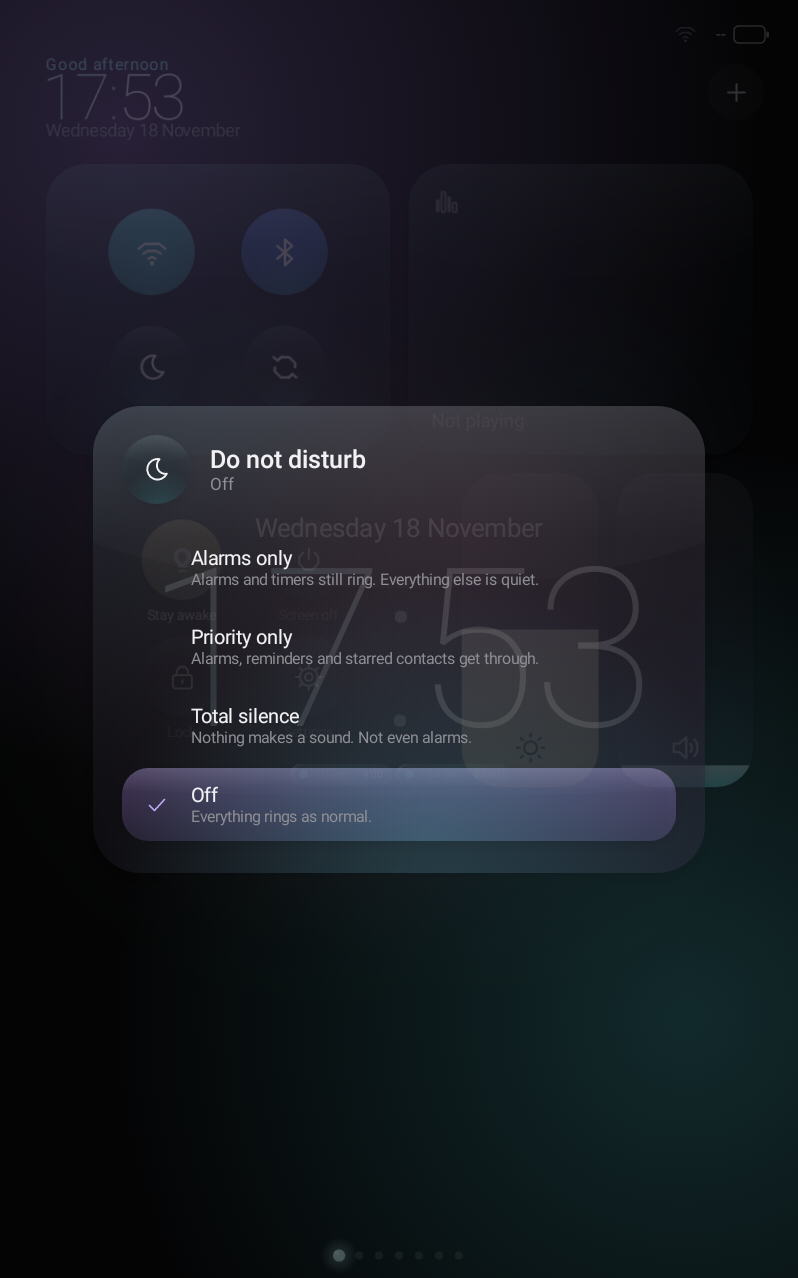 --
Good afternoon
17:53
Wednesday 18 November
Not playing
Do not disturb
Off
Wednesday 18 November
17:53
Alarms only
Alarms and timers still ring. Everything else is quiet.
Stay awake
Screen off
Priority only
Alarms, reminders and starred contacts get through.
Total silence
Nothing makes a sound. Not even alarms.
Off
Everything rings as normal.